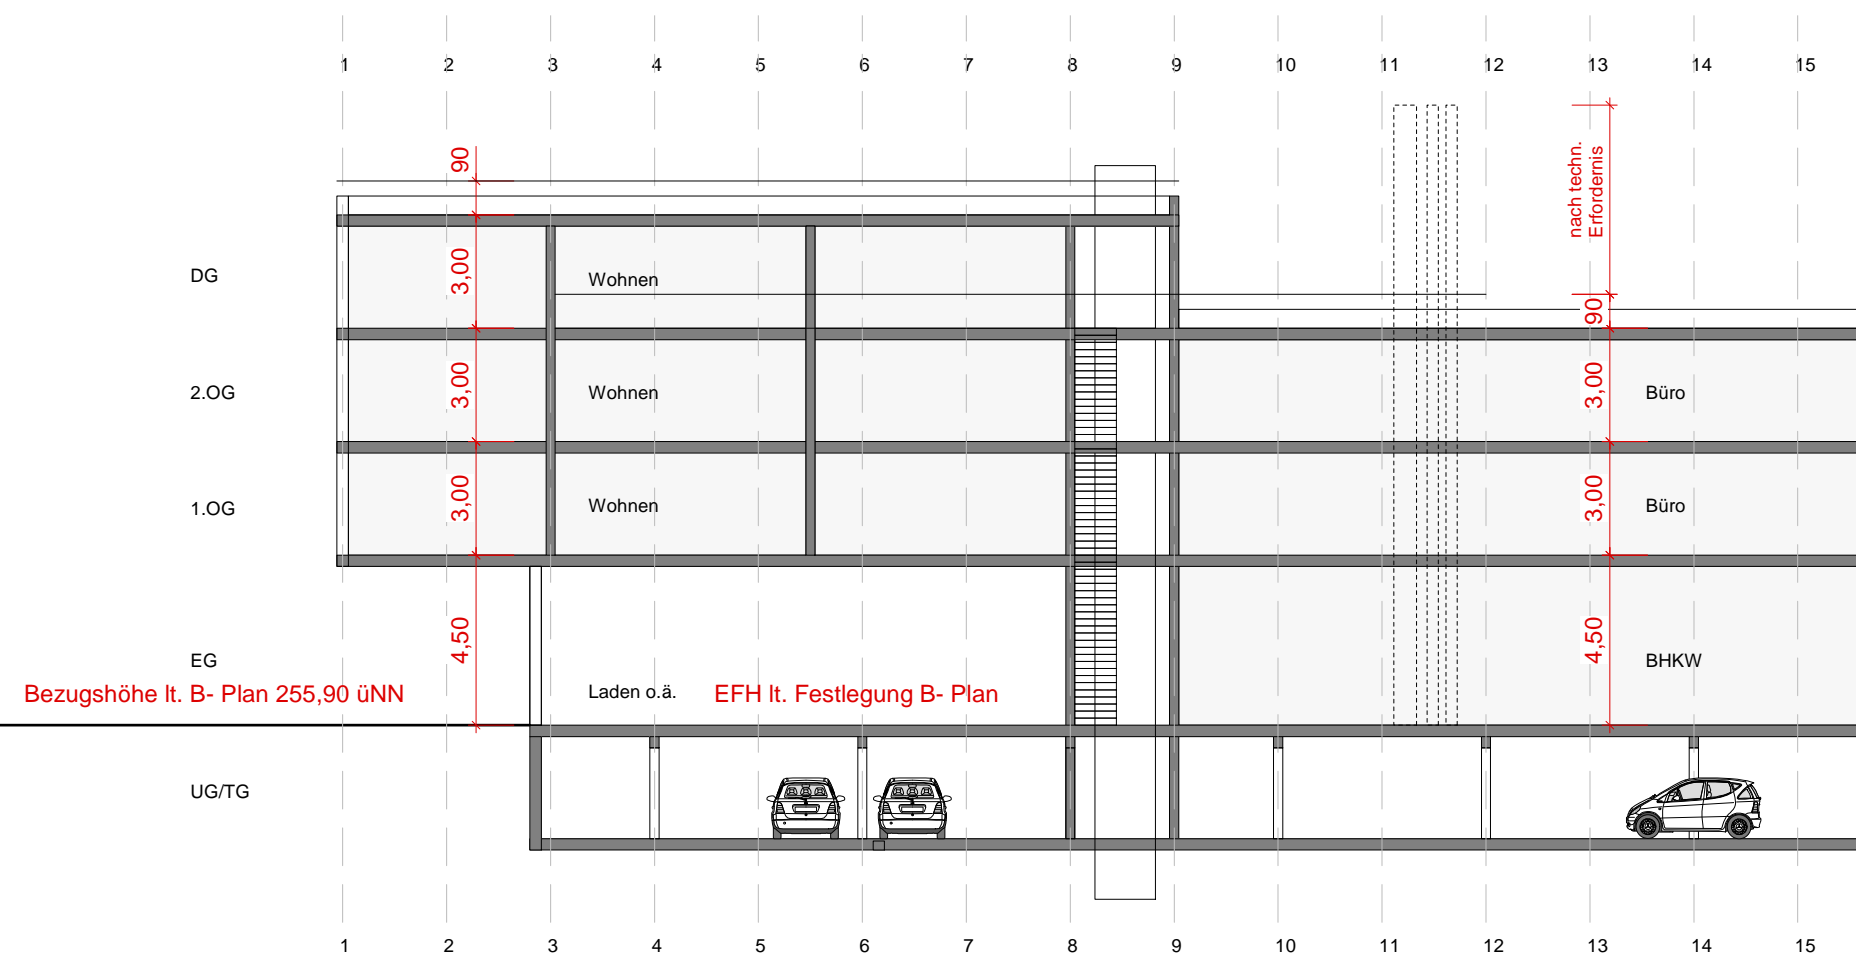 1 2 3 4 5 6 7 8 9 10 11 12 13 14 15
90
nach techn.
Erfordernis
DG
3,00
Wohnen
90
2.OG
3,00
Wohnen
3,00
Büro
1.OG
3,00
Wohnen
3,00
Büro
4,50
4,50
EG
BHKW
Bezugshöhe lt. B- Plan 255,90 üNN
Laden o.ä.
EFH lt. Festlegung B- Plan
UG/TG
1 2 3 4 5 6 7 8 9 10 11 12 13 14 15